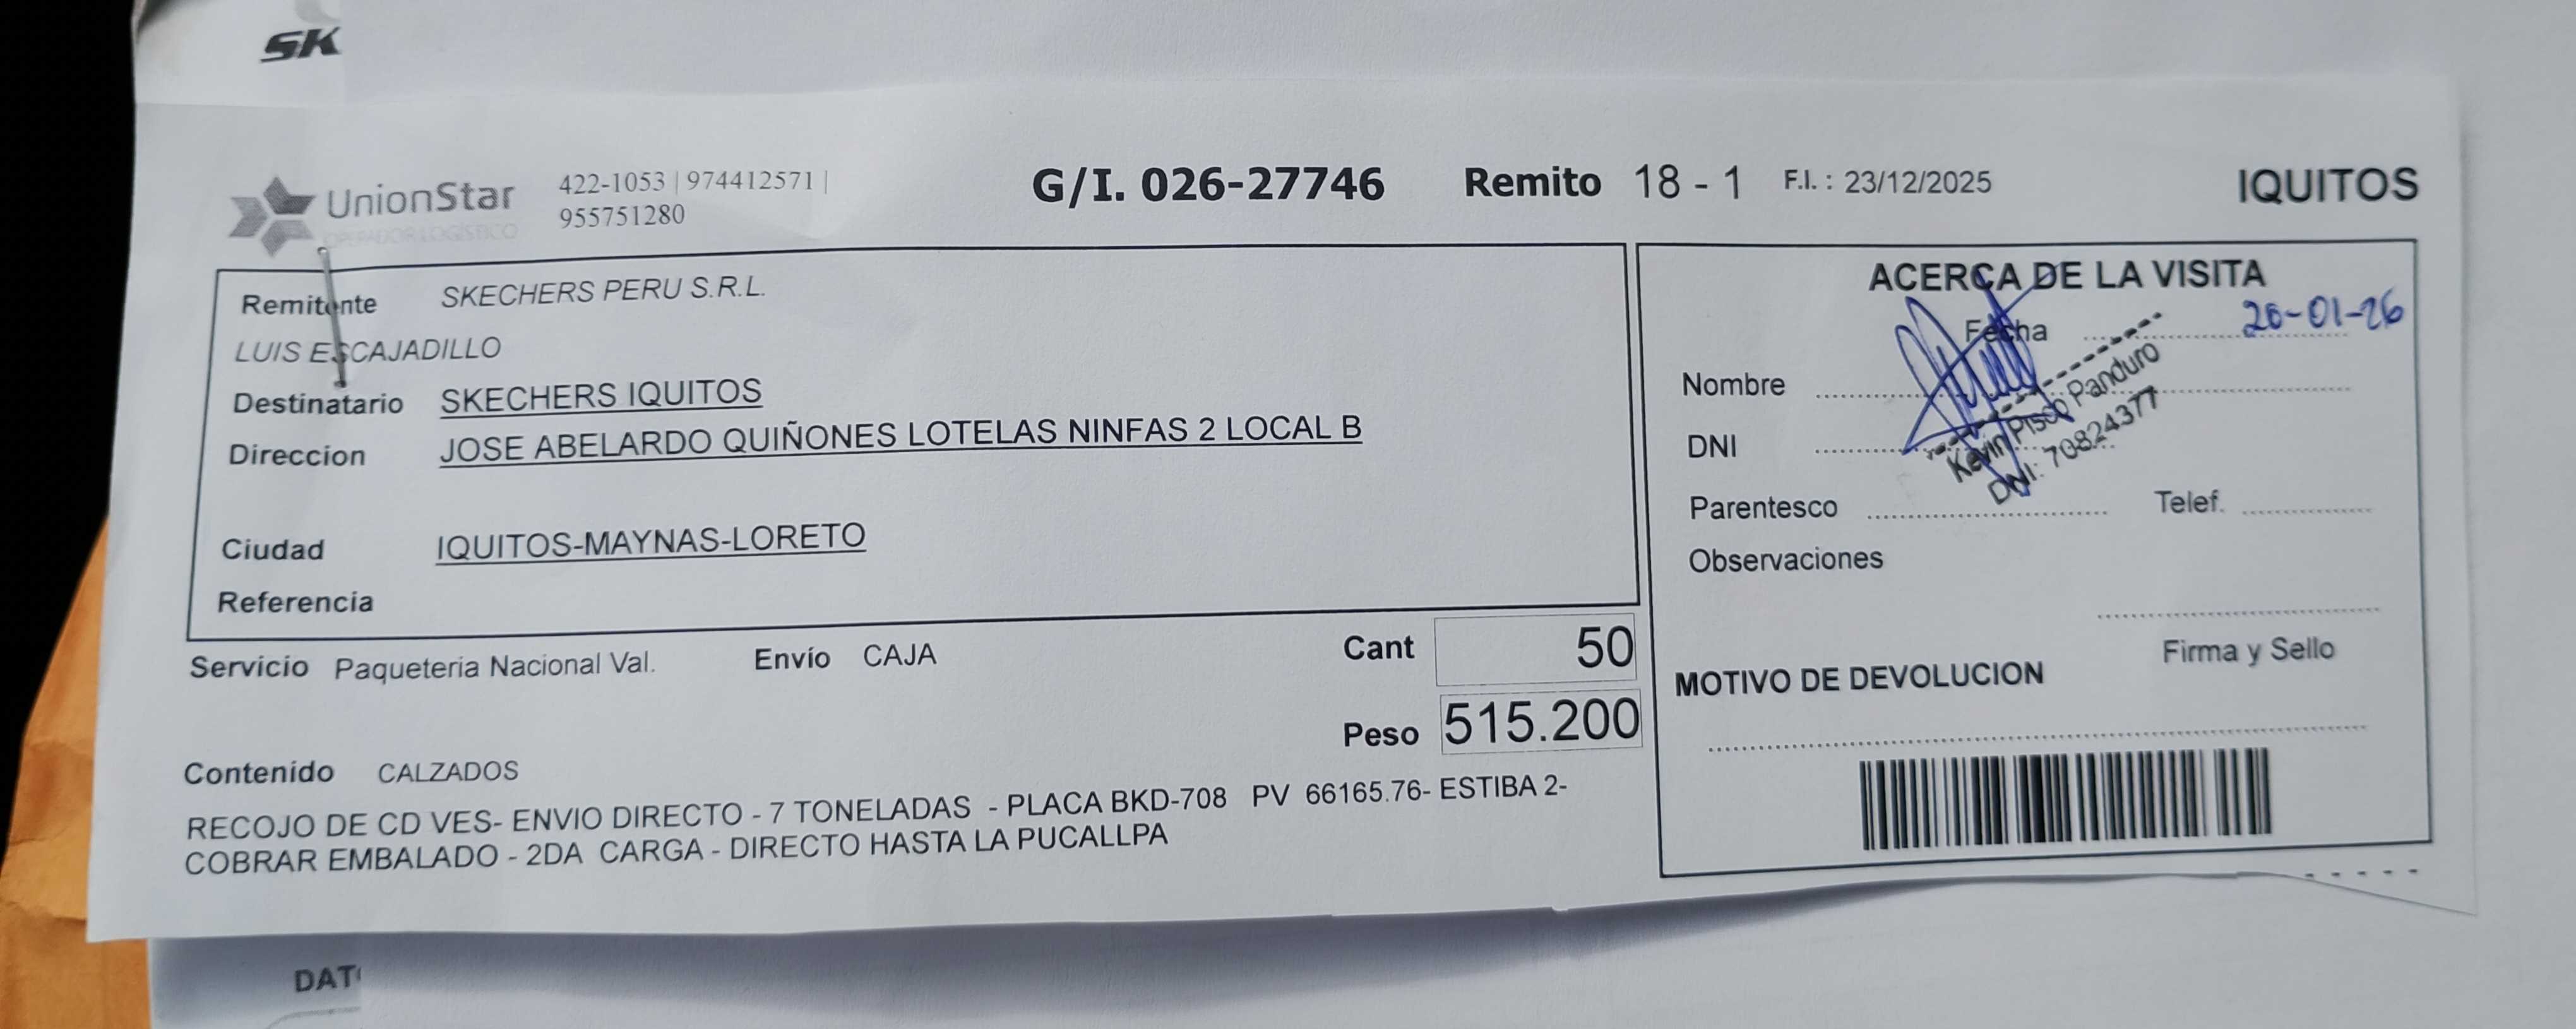 SK
UnionStar
OPERADOR LOGÍSTICO
422-1053 | 974412571 |
955751280
G/I. 026-27746 Remito 18 - 1 F.I. : 23/12/2025 IQUITOS
Remitente SKECHERS PERU S.R.L.
LUIS ESCAJADILLO
Destinatario SKECHERS IQUITOS
Direccion JOSE ABELARDO QUIÑONES LOTELAS NINFAS 2 LOCAL B
Ciudad IQUITOS-MAYNAS-LORETO
Referencia
Servicio Paqueteria Nacional Val. Envío CAJA
Cant 50
Peso 515.200
Contenido CALZADOS
RECOJO DE CD VES- ENVIO DIRECTO - 7 TONELADAS - PLACA BKD-708 PV 66165.76- ESTIBA 2-
COBRAR EMBALADO - 2DA CARGA - DIRECTO HASTA LA PUCALLPA
ACERCA DE LA VISITA
Fecha 20-01-26
Nombre
DNI
Kevin Pisco Panduro
DNI: 70824377
Parentesco Telef.
Observaciones
Firma y Sello
MOTIVO DE DEVOLUCION